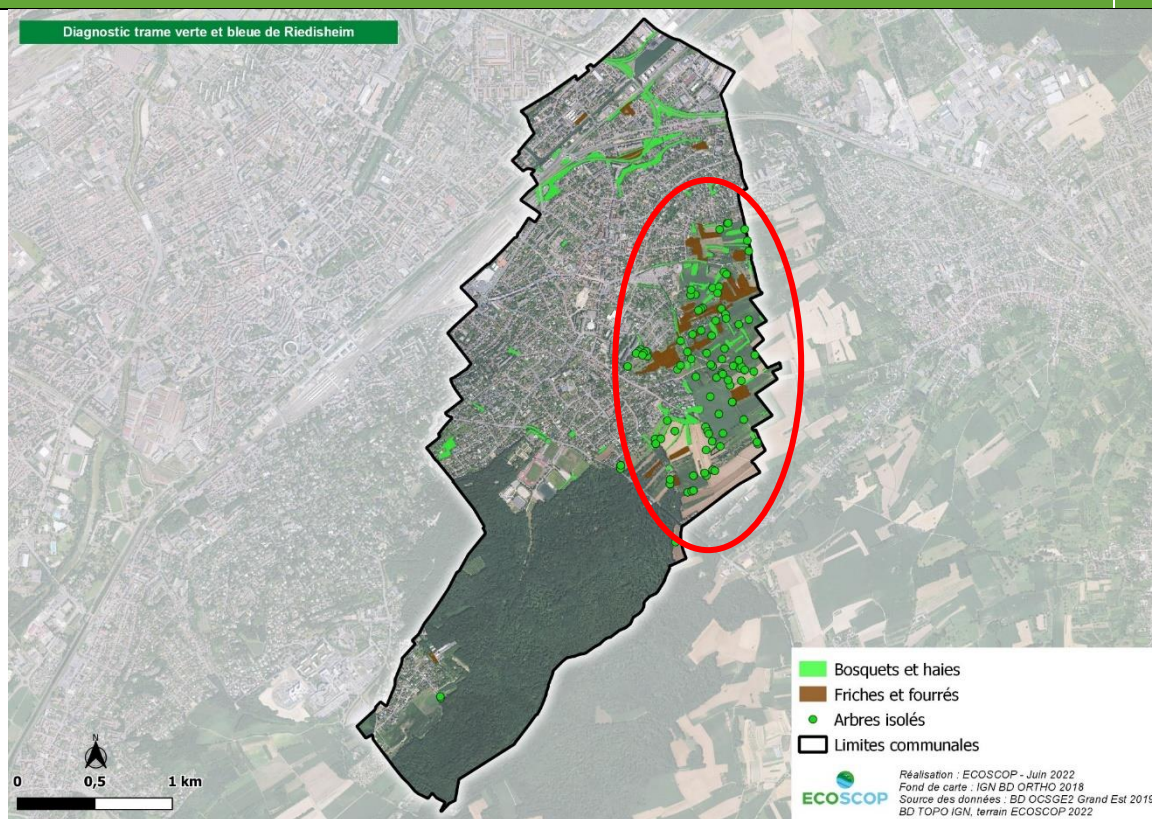 Diagnostic trame verte et bleue de Riedisheim
Bosquets et haies
Friches et fourrés
Arbres isolés
Limites communales
N
0 0,5 1 km
ECOSCOP
Réalisation : ECOSCOP - Juin 2022
Fond de carte : IGN BD ORTHO 2018
Source des données : BD OCSGE2 Grand Est 2019
BD TOPO IGN, terrain ECOSCOP 2022